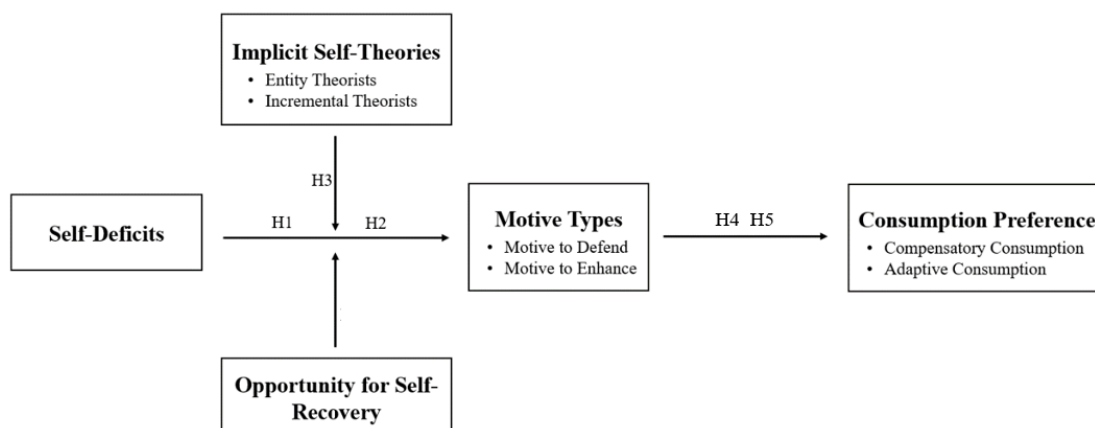 Implicit Self-Theories
• Entity Theorists
• Incremental Theorists
H3
Self-Deficits
H1
H2
Motive Types
• Motive to Defend
• Motive to Enhance
H4 H5
Consumption Preference
• Compensatory Consumption
• Adaptive Consumption
Opportunity for Self-
Recovery